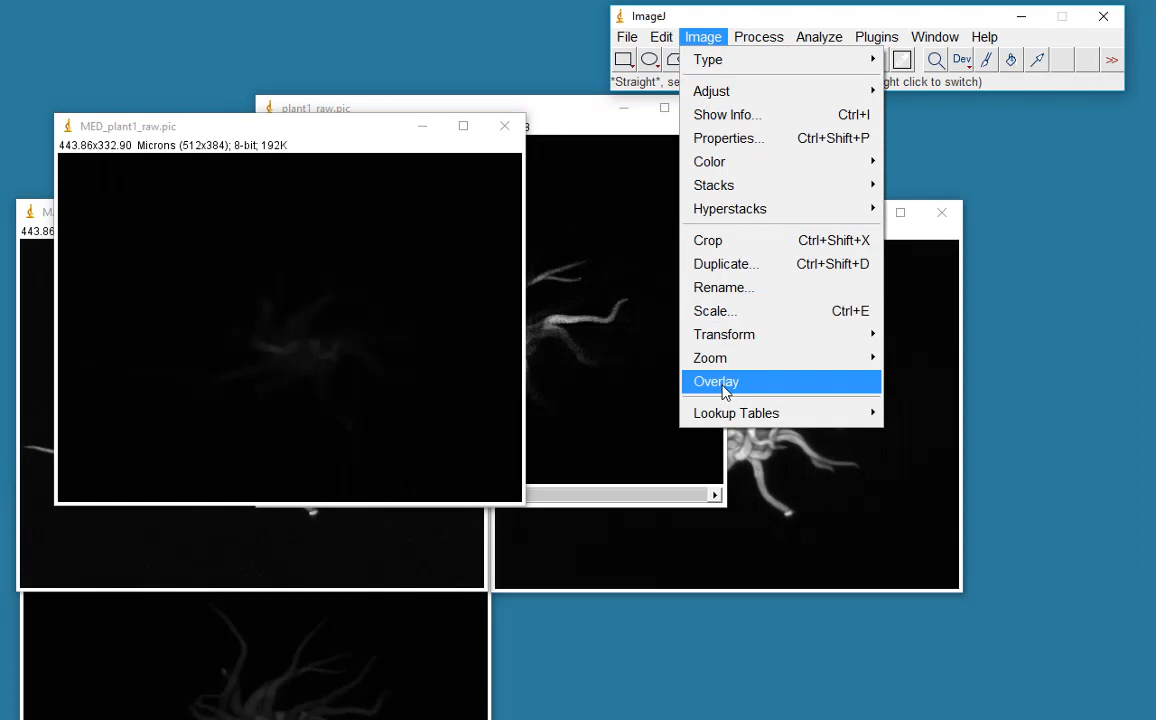 ImageJ
File Edit Image Process Analyze Plugins Window Help
Dev
>>
*Straight*, se
ght click to switch)
Type
Adjust
Show Info... Ctrl+I
Properties... Ctrl+Shift+P
Color
Stacks
Hyperstacks
Crop Ctrl+Shift+X
Duplicate... Ctrl+Shift+D
Rename...
Scale... Ctrl+E
Transform
Zoom
Overlay
Lookup Tables
plant1_raw.pic
MED_plant1_raw.pic
443.86x332.90 Microns (512x384); 8-bit; 192K
443.86